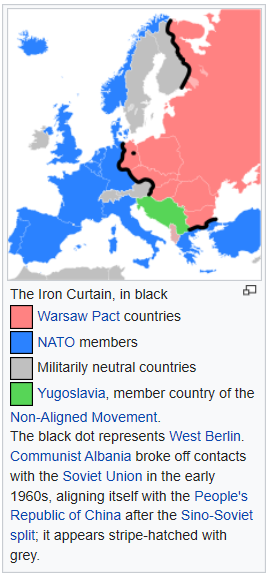 The Iron Curtain, in black
Warsaw Pact countries
NATO members
Militarily neutral countries
Yugoslavia, member country of the
Non-Aligned Movement.
The black dot represents West Berlin.
Communist Albania broke off contacts
with the Soviet Union in the early
1960s, aligning itself with the People's
Republic of China after the Sino-Soviet
split; it appears stripe-hatched with
grey.